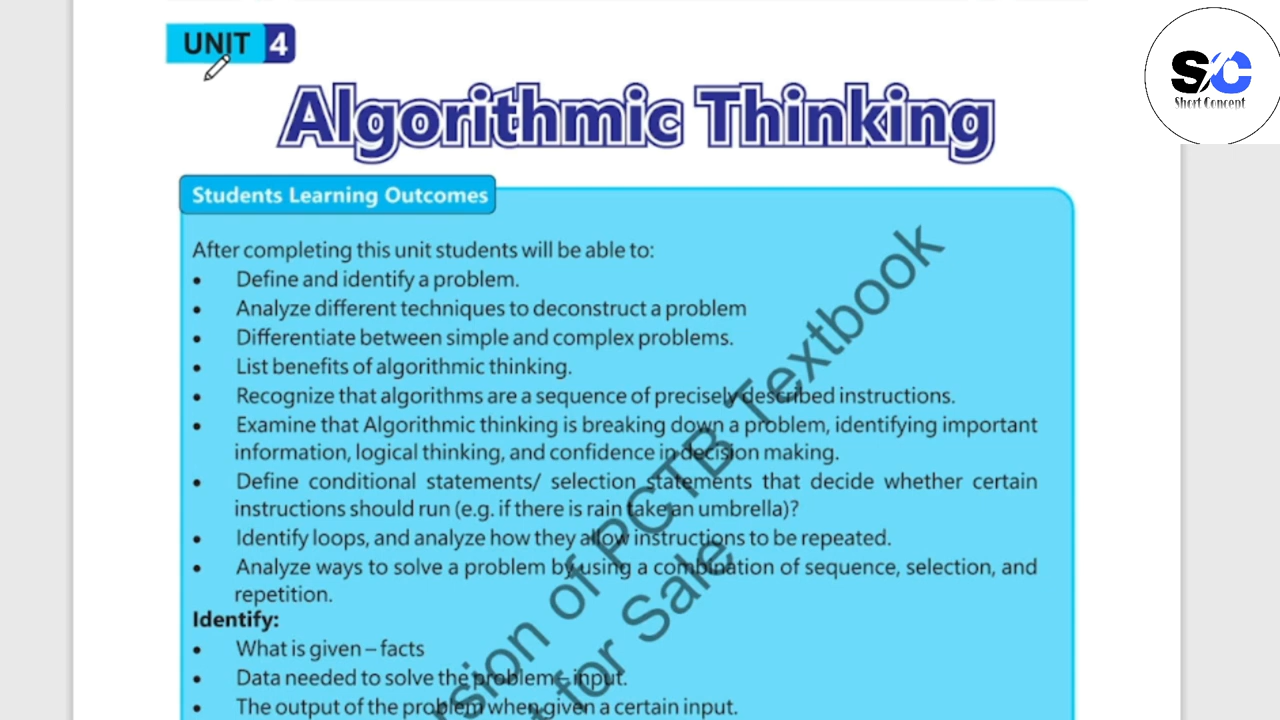 UNIT 4
SC
Short Concept
Algorithmic Thinking
Students Learning Outcomes
After completing this unit students will be able to:
• Define and identify a problem.
• Analyze different techniques to deconstruct a problem
• Differentiate between simple and complex problems.
• List benefits of algorithmic thinking.
• Recognize that algorithms are a sequence of precisely described instructions.
• Examine that Algorithmic thinking is breaking down a problem, identifying important
information, logical thinking, and confidence in decision making.
• Define conditional statements/ selection statements that decide whether certain
instructions should run (e.g. if there is rain take an umbrella)?
• Identify loops, and analyze how they allow instructions to be repeated.
• Analyze ways to solve a problem by using a combination of sequence, selection, and
repetition.
Identify:
• What is given – facts
• Data needed to solve the problem – input.
• The output of the problem when given a certain input.
of PCTB Textbook
for Sale